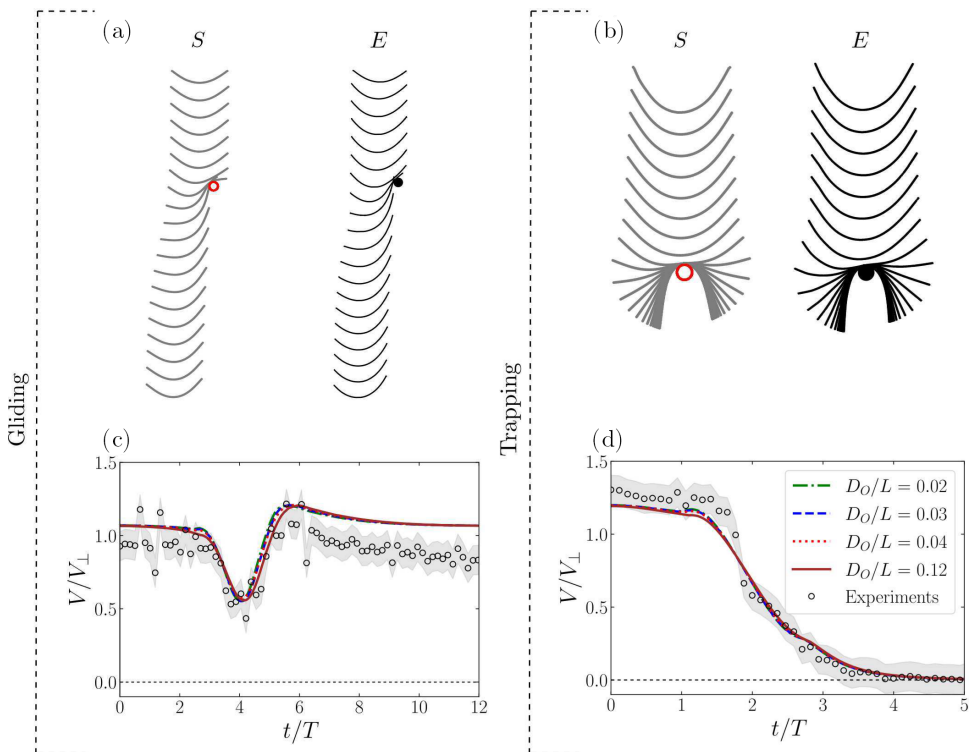 (a)
S
E
Gliding
(c)
1.5
1.0
0.5
0.0
V/V⊥
0
2
4
6
8
10
12
t/T
(b)
S
E
Trapping
(d)
1.5
1.0
0.5
0.0
V/V⊥
0
1
2
3
4
5
t/T
D_O/L = 0.02
D_O/L = 0.03
D_O/L = 0.04
D_O/L = 0.12
Experiments